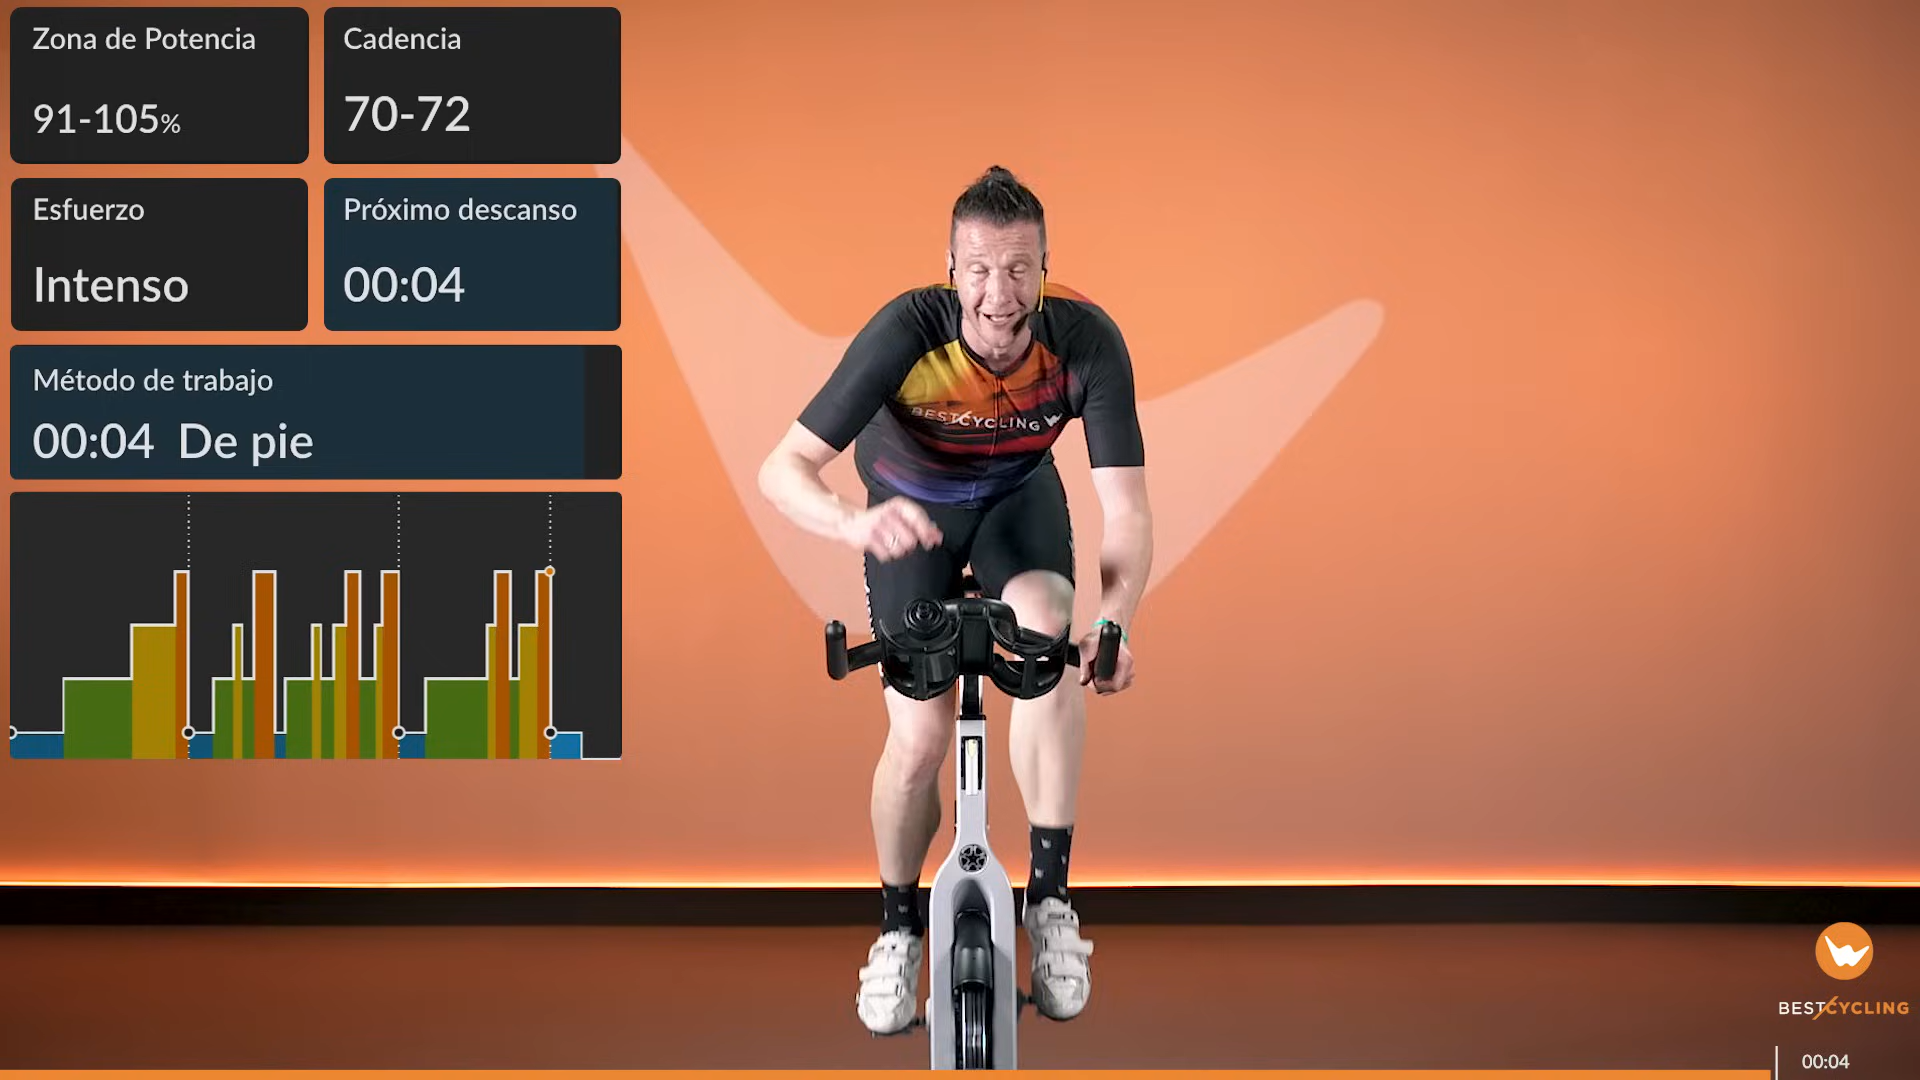 Zona de Potencia
91-105%
Cadencia
70-72
Esfuerzo
Intenso
Próximo descanso
00:04
Método de trabajo
00:04 De pie
BESTCYCLING
BESTCYCLING
00:04